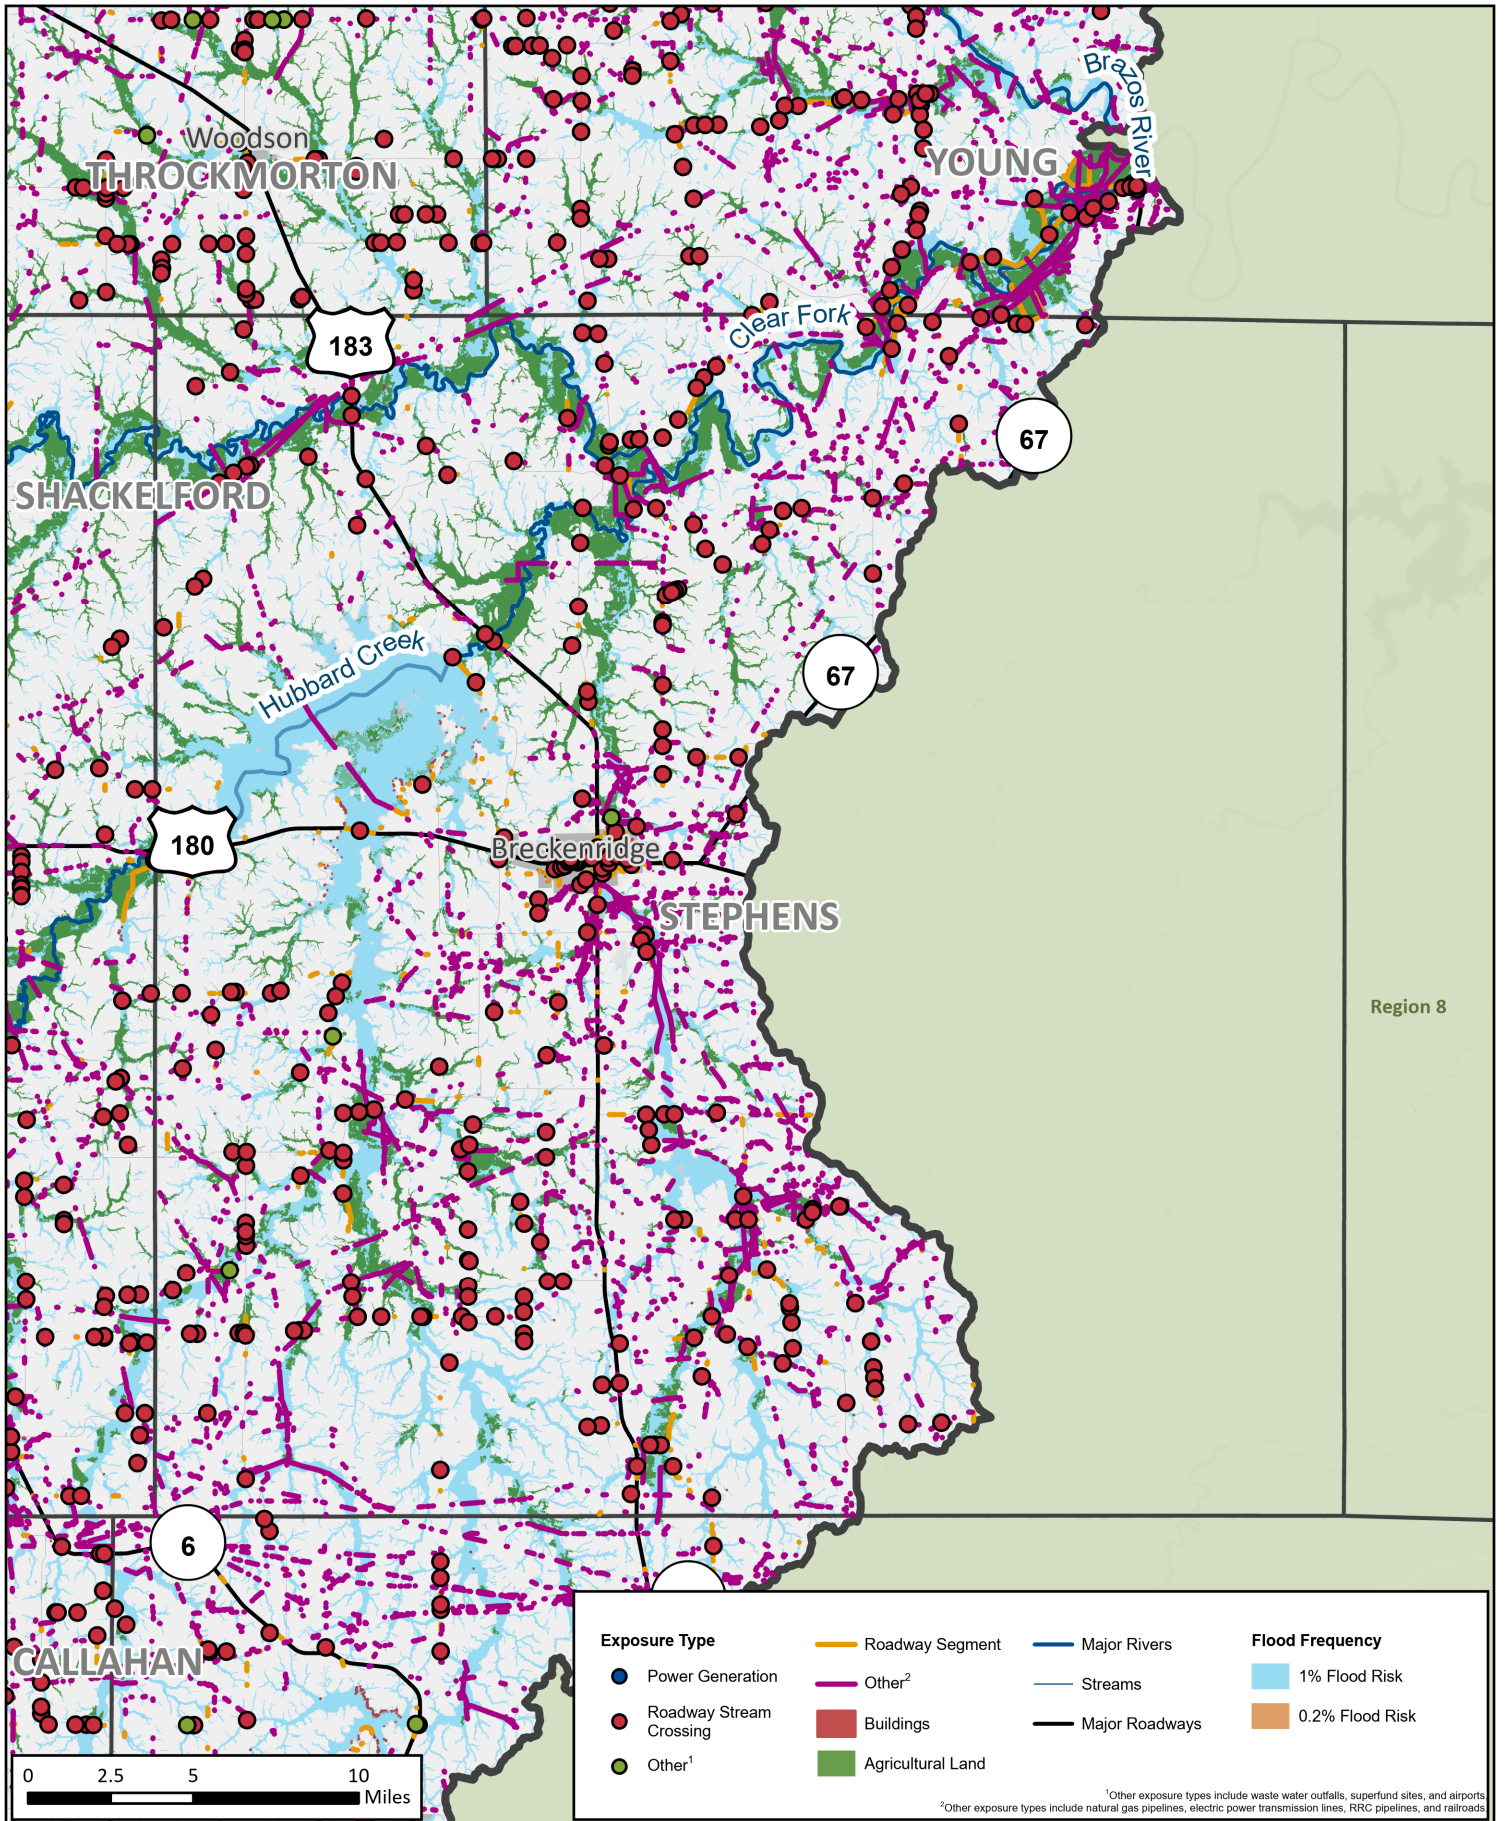 Brazos River
Woodson
THROCKMORTON
YOUNG
Clear Fork
183
67
SHACKELFORD
Hubbard Creek
67
180
Breckenridge
STEPHENS
Region 8
6
CALLAHAN
Exposure Type
Power Generation
Roadway Stream
Crossing
Other1
Roadway Segment
Other2
Buildings
Agricultural Land
Major Rivers
Streams
Major Roadways
Flood Frequency
1% Flood Risk
0.2% Flood Risk
0 2.5 5 10
Miles
1Other exposure types include waste water outfalls, superfund sites, and airports.
2Other exposure types include natural gas pipelines, electric power transmission lines, RRC pipelines, and railroads.